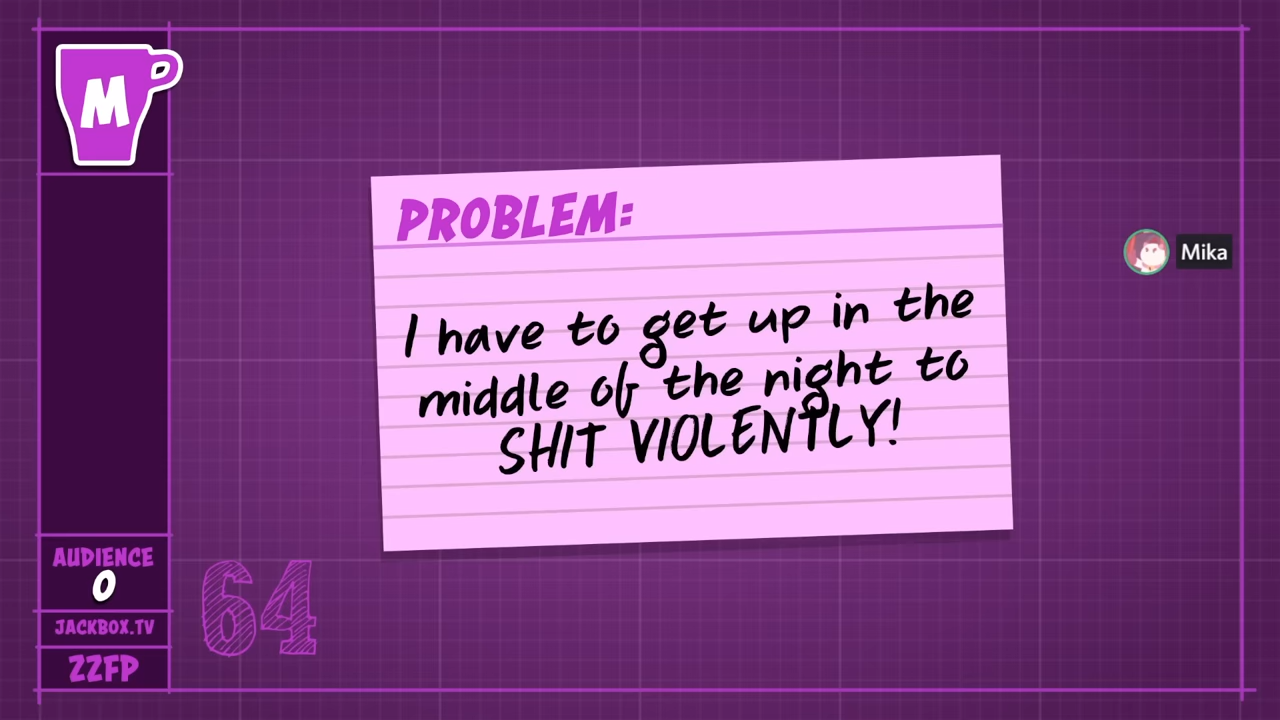 M
PROBLEM:
I have to get up in the
middle of the night to
SHIT VIOLENTLY!
Mika
AUDIENCE
0
JACKBOX.TV
ZZFP
64